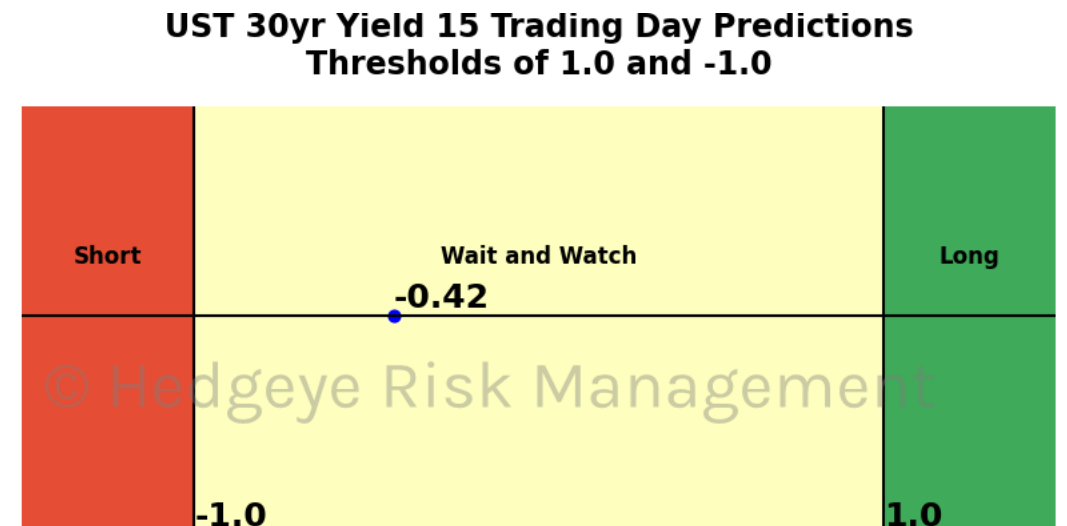 UST 30yr Yield 15 Trading Day Predictions
Thresholds of 1.0 and -1.0
Short
Wait and Watch
Long
-0.42
© Hedgeye Risk Management
-1.0
1.0